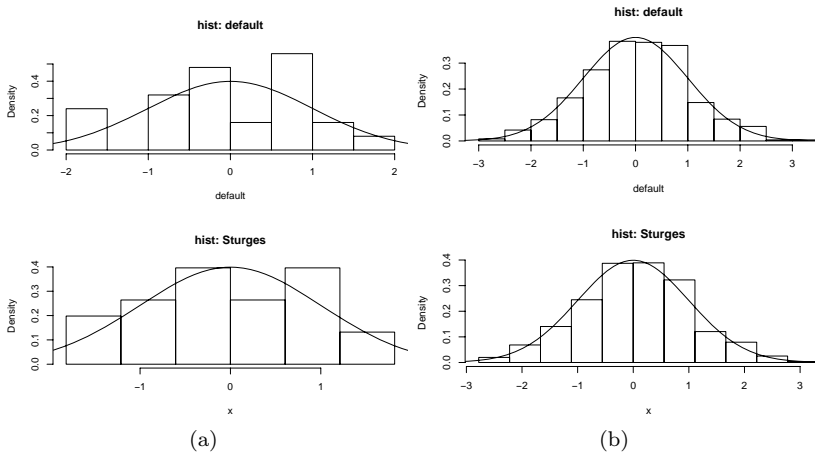 hist: default
Density
0.0 0.2 0.4
−2 −1 0 1 2
default
hist: Sturges
Density
0.0 0.1 0.2 0.3 0.4
−1 0 1
x
(a)
hist: default
Density
0.0 0.1 0.2 0.3
−3 −2 −1 0 1 2 3
default
hist: Sturges
Density
0.0 0.1 0.2 0.3 0.4
−3 −2 −1 0 1 2 3
x
(b)